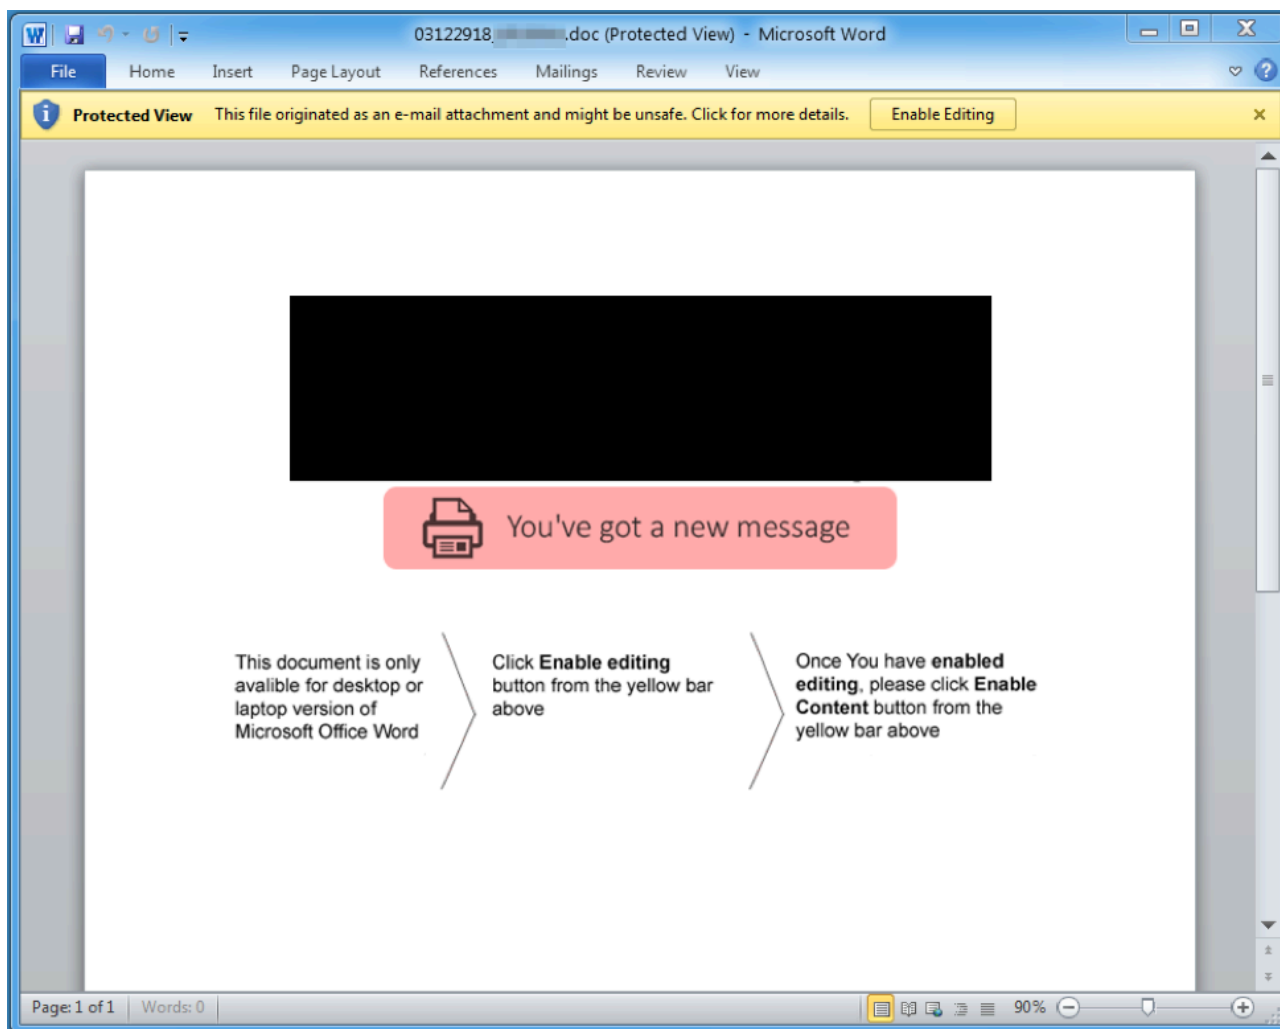 03122918_ .doc (Protected View) - Microsoft Word
File Home Insert Page Layout References Mailings Review View
Protected View This file originated as an e-mail attachment and might be unsafe. Click for more details. Enable Editing
You've got a new message
This document is only
avalible for desktop or
laptop version of
Microsoft Office Word
Click Enable editing
button from the yellow bar
above
Once You have enabled
editing, please click Enable
Content button from the
yellow bar above
Page: 1 of 1 Words: 0 90%